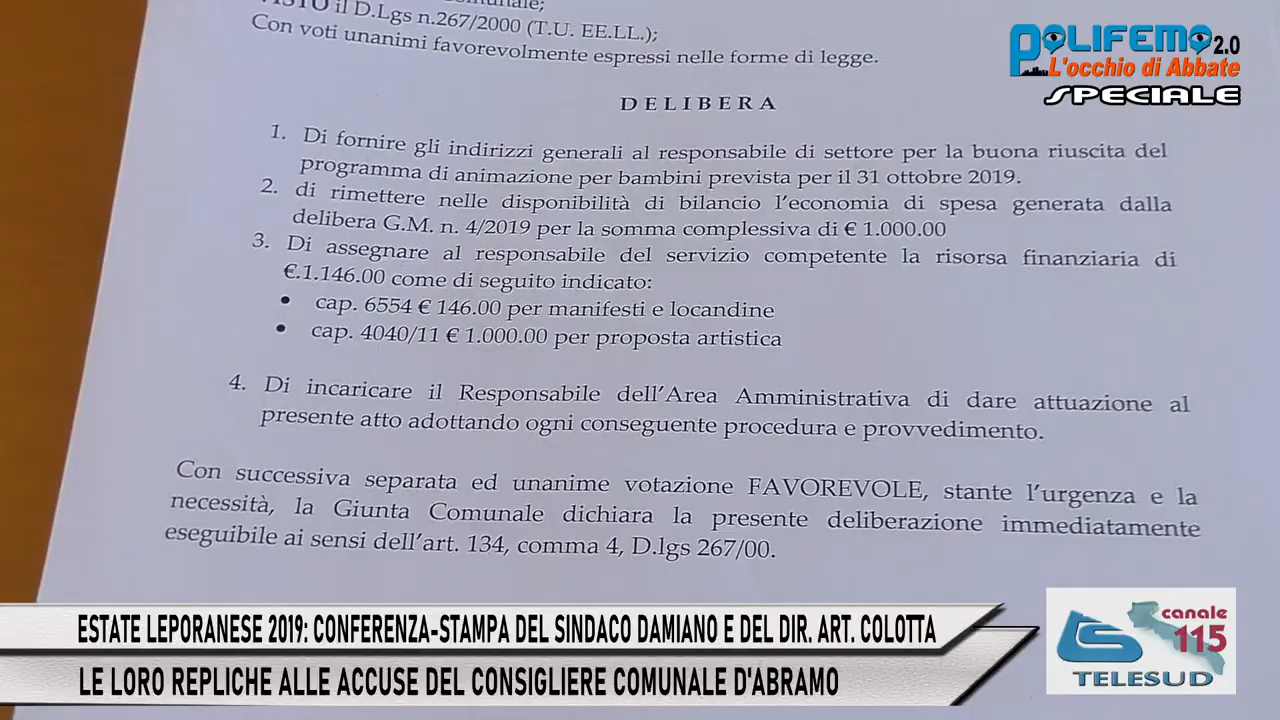 il D.Lgs n.267/2000 (T.U. EE.LL.);
Con voti unanimi favorevolmente espressi nelle forme di legge.
DELIBERA
1. Di fornire gli indirizzi generali al responsabile di settore per la buona riuscita del
programma di animazione per bambini prevista per il 31 ottobre 2019.
2. di rimettere nelle disponibilità di bilancio l'economia di spesa generata dalla
delibera G.M. n. 4/2019 per la somma complessiva di € 1.000.00
3. Di assegnare al responsabile del servizio competente la risorsa finanziaria di
€.1.146.00 come di seguito indicato:
• cap. 6554 € 146.00 per manifesti e locandine
• cap. 4040/11 € 1.000.00 per proposta artistica
4. Di incaricare il Responsabile dell'Area Amministrativa di dare attuazione al
presente atto adottando ogni conseguente procedura e provvedimento.
Con successiva separata ed unanime votazione FAVOREVOLE, stante l'urgenza e la
necessità, la Giunta Comunale dichiara la presente deliberazione immediatamente
eseguibile ai sensi dell'art. 134, comma 4, D.lgs 267/00.
POLIFEMO 2.0
L'occhio di Abbate
SPECIALE
ESTATE LEPORANESE 2019: CONFERENZA-STAMPA DEL SINDACO DAMIANO E DEL DIR. ART. COLOTTA
LE LORO REPLICHE ALLE ACCUSE DEL CONSIGLIERE COMUNALE D'ABRAMO
canale
115
TELESUD